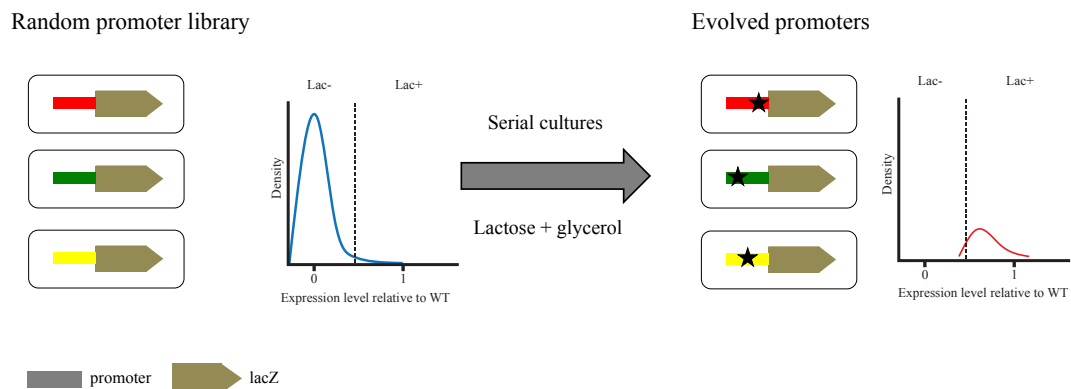 Random promoter library
Evolved promoters
Lac-
Lac+
Density
0
1
Expression level relative to WT
Serial cultures
Lactose + glycerol
Lac-
Lac+
Density
0
1
Expression level relative to WT
promoter
lacZ